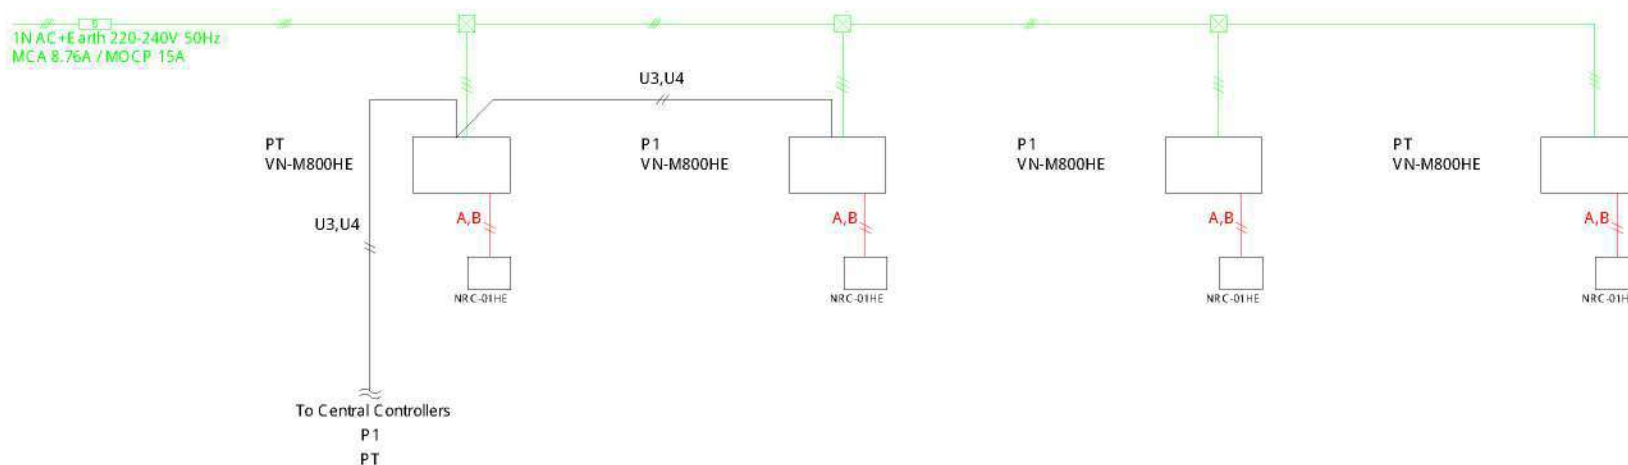 1N AC+Earth 220-240V 50Hz
MCA 8.76A / MOCP 15A
U3,U4
PT
VN-M800HE
P1
VN-M800HE
P1
VN-M800HE
PT
VN-M800HE
U3,U4
A,B
A,B
A,B
A,B
NRC-01HE
NRC-01HE
NRC-01HE
NRC-01H
To Central Controllers
P1
PT